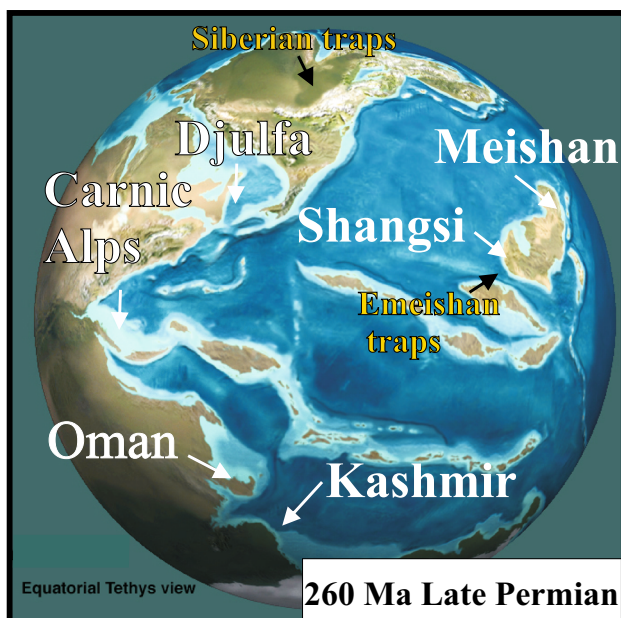 Siberian traps
Djulfa
Meishan
Carnic
Alps
Shangsi
Emeishan
traps
Oman
Kashmir
Equatorial Tethys view
260 Ma Late Permian